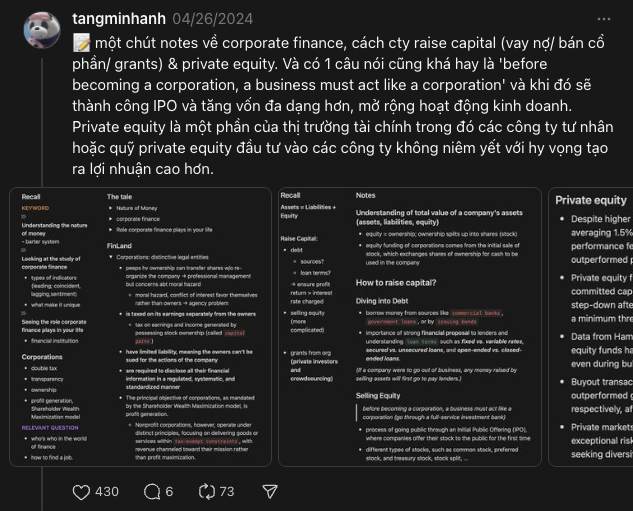 tangminhanh 04/26/2024
📝 một chút notes về corporate finance, cách cty raise capital (vay nợ/ bán cổ
phần/ grants) & private equity. Và có 1 câu nói cũng khá hay là 'before
becoming a corporation, a business must act like a corporation' và khi đó sẽ
thành công IPO và tăng vốn đa dạng hơn, mở rộng hoạt động kinh doanh.
Private equity là một phần của thị trường tài chính trong đó các công ty tư nhân
hoặc quỹ private equity đầu tư vào các công ty không niêm yết với hy vọng tạo
ra lợi nhuận cao hơn.
Recall
KEYWORD
Understanding the nature
of money
- barter system
Looking at the study of
corporate finance
types of indicators
(leading; coincident,
lagging,sentiment)
what make it unique
Seeing the role corporate
finance plays in your life
financial institution
Corporations
double tax
transparency
ownership
profit generation,
Shareholder Wealth
Maximization model
RELEVANT QUESTION
who's who in the world
of finance
how to find a job.
The tale
Nature of Money
corporate finance
Role corporate finance plays in your life
FinLand
Corporations: distinctive legal entities
peeps hv ownership can transfer shares w/o re-
organize the company → professional management
but concerns abt moral hazard
moral hazard, conflict of interest favor themselves
rather than owners → agency problem
is taxed on its earnings separately from the owners
tax on earnings and income generated by
possessing stock ownership (called capital
gains)
have limited liability, meaning the owners can't be
sued for the actions of the company
are required to disclose all their financial
information in a regulated, systematic, and
standardized manner
The principal objective of corporations, as mandated
by the Shareholder Wealth Maximization model, is
profit generation.
Nonprofit corporations, however, operate under
distinct principles, focusing on delivering goods or
services within tax-exempt constraints, with
revenue channeled toward their mission rather
than profit maximization.
Recall
Assets = Liabilities +
Equity
Raise Capital:
debt
sources?
loan terms?
→ ensure profit
return > interest
rate charged
selling equity
(more
complicated)
grants from org
(private investors
and
crowdsourcing)
Notes
Understanding of total value of a company's assets
(assets, liabilities, equity)
equity = ownership; ownership splits up into shares (stock)
equity funding of corporations comes from the initial sale of
stock, which exchanges shares of ownership for cash to be
used in the company
How to raise capital?
Diving into Debt
borrow money from sources like commercial banks,
government loans, or by issuing bonds
importance of strong financial proposal to lenders and
understanding loan terms such as fixed vs. variable rates,
secured vs. unsecured loans, and open-ended vs. closed-
ended loans.
(If a company were to go out of business, any money raised by
selling assets will first go to pay lenders.)
Selling Equity
before becoming a corporation, a business must act like a
corporation (go through a full-service investment bank)
process of going public through an Initial Public Offering (IPO),
where companies offer their stock to the public for the first time
different types of stocks, such as common stock, preferred
stock, and treasury stock, stock split, ...
Private equity
Despite higher
averaging 1.5%
performance fe
outperformed p
Private equity f
committed cap
step-down afte
a minimum thre
Data from Ham
equity funds ha
even during bu
Buyout transac
outperformed g
respectively, af
Private markets
exceptional risk
seeking diversif
430 6 73